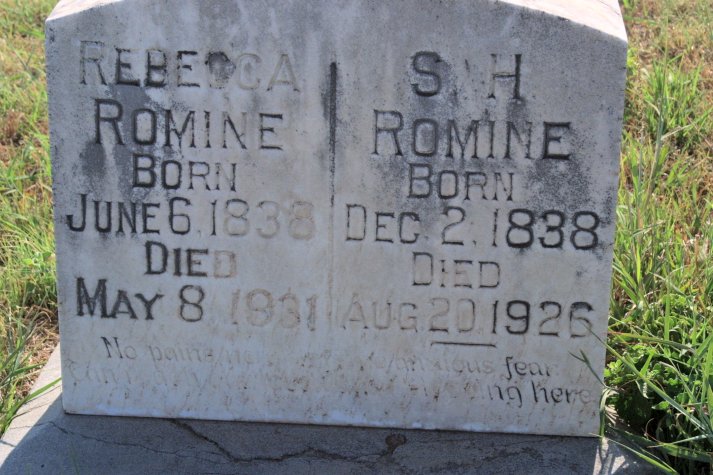 REBECCA
ROMINE
BORN
JUNE 6, 1838
DIED
MAY 8 1931
S. H
ROMINE
BORN
DEC. 2, 1838
DIED
AUG 20, 1926
No pains anxious fear
here